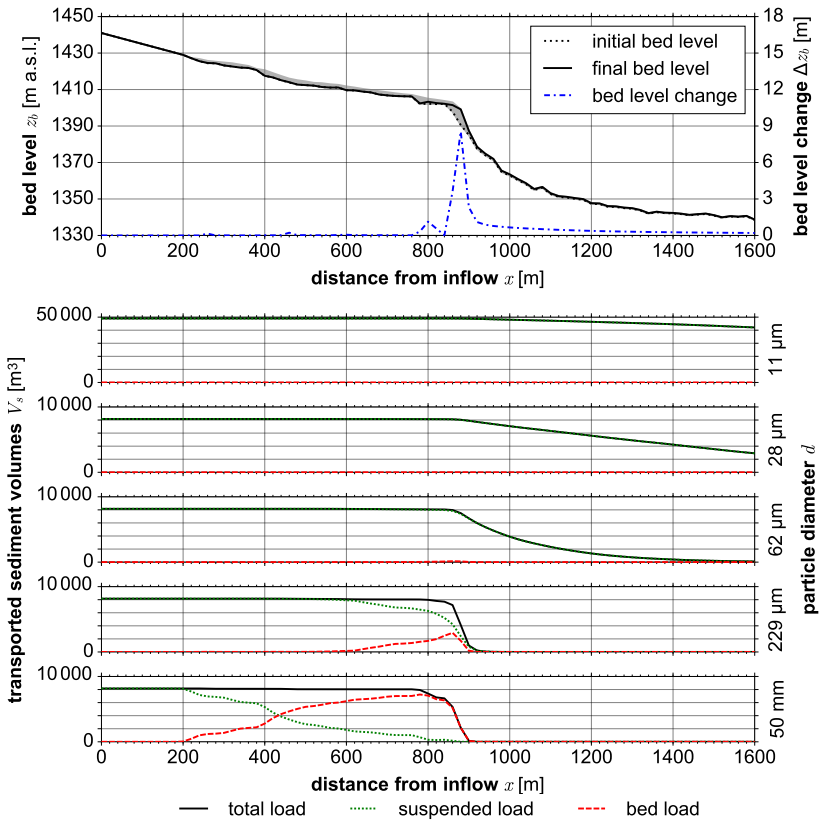 1450
1430
1410
1390
1370
1350
1330
bed level z_b [m a.s.l.]
18
15
12
9
6
3
0
bed level change Δz_b [m]
initial bed level
final bed level
bed level change
0 200 400 600 800 1000 1200 1400 1600
distance from inflow x [m]
transported sediment volumes V_s [m³]
particle diameter d
50 000
0
11 µm
10 000
0
28 µm
10 000
0
62 µm
10 000
0
229 µm
10 000
0
50 mm
0 200 400 600 800 1000 1200 1400 1600
distance from inflow x [m]
total load suspended load bed load